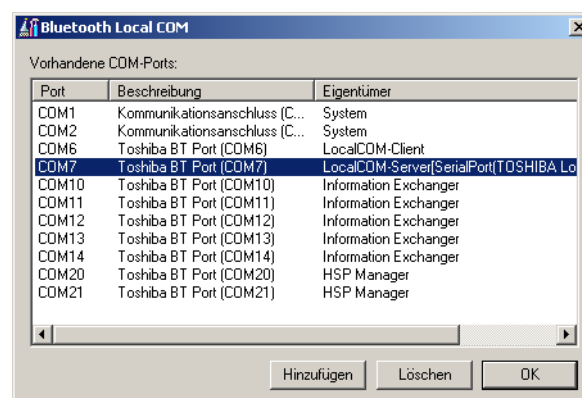 Bluetooth Local COM
Vorhandene COM-Ports:
Port Beschreibung Eigentümer
COM1 Kommunikationsanschluss (C... System
COM2 Kommunikationsanschluss (C... System
COM6 Toshiba BT Port (COM6) LocalCOM-Client
COM7 Toshiba BT Port (COM7) LocalCOM-Server[SerialPort(TOSHIBA Lo
COM10 Toshiba BT Port (COM10) Information Exchanger
COM11 Toshiba BT Port (COM11) Information Exchanger
COM12 Toshiba BT Port (COM12) Information Exchanger
COM13 Toshiba BT Port (COM13) Information Exchanger
COM14 Toshiba BT Port (COM14) Information Exchanger
COM20 Toshiba BT Port (COM20) HSP Manager
COM21 Toshiba BT Port (COM21) HSP Manager
Hinzufügen Löschen OK